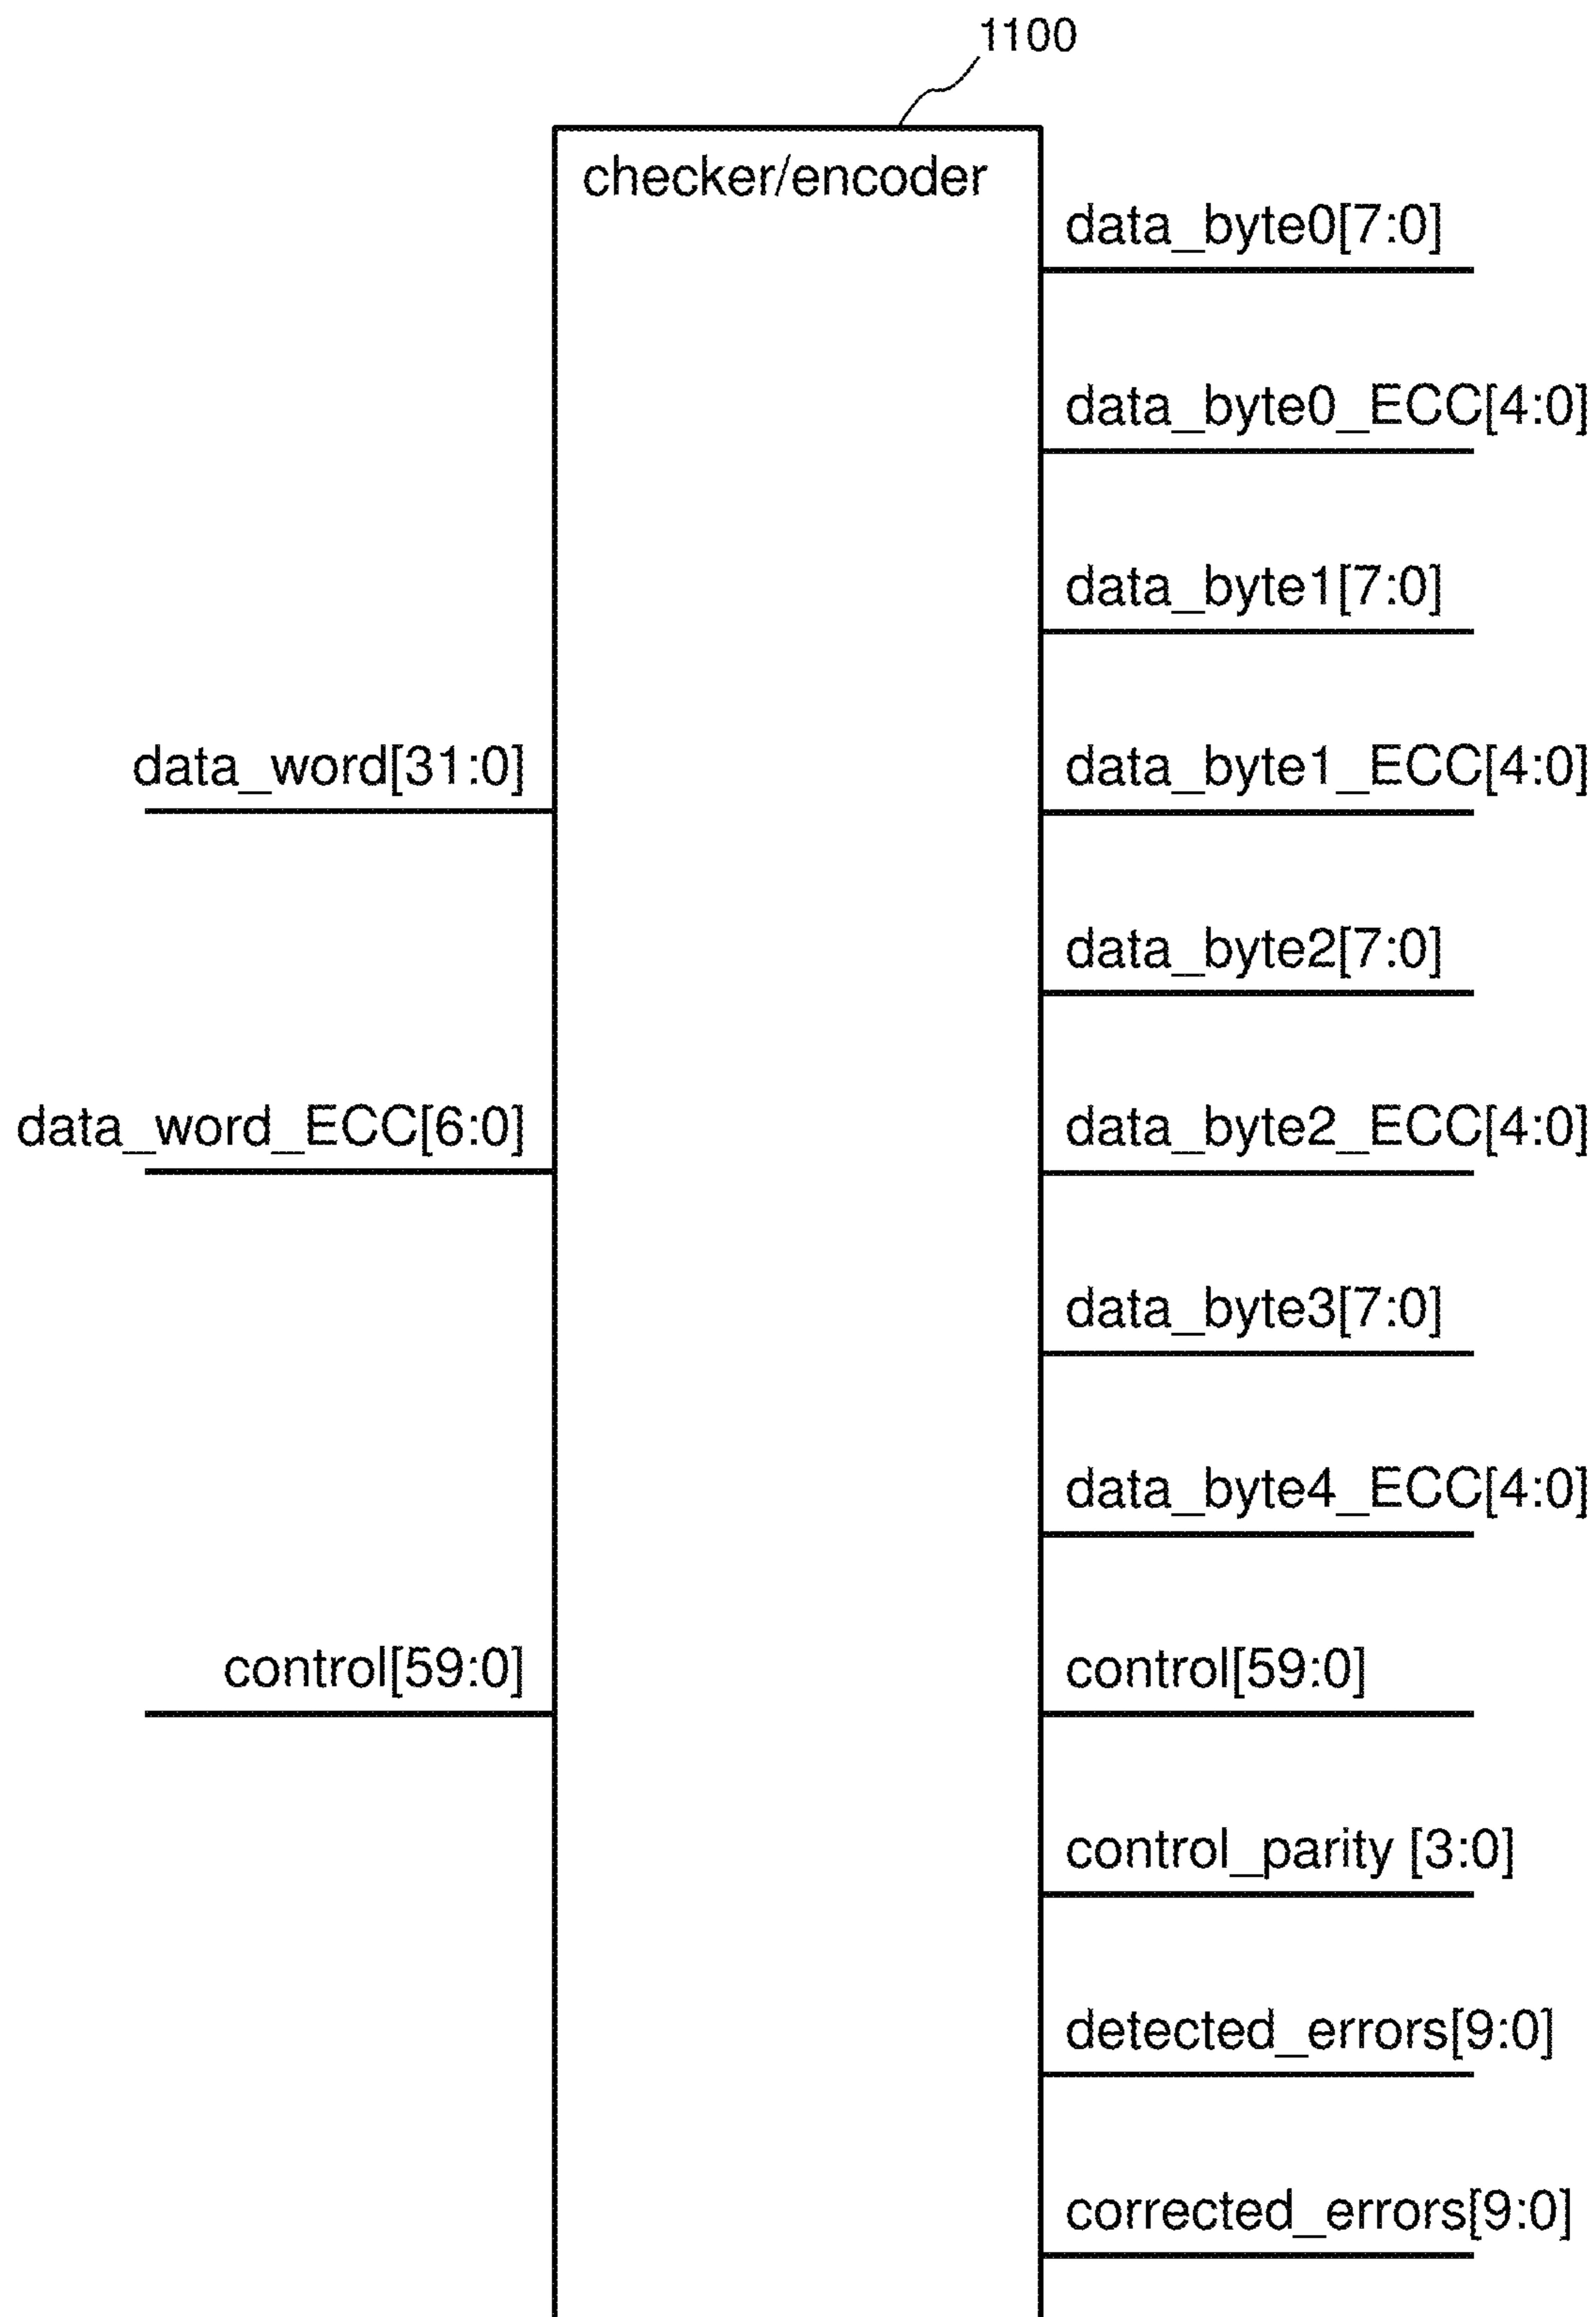 1100
checker/encoder
data_byte0[7:0]
data_byte0_ECC[4:0]
data_byte1[7:0]
data_word[31:0]
data_byte1_ECC[4:0]
data_byte2[7:0]
data_word_ECC[6:0]
data_byte2_ECC[4:0]
data_byte3[7:0]
data_byte4_ECC[4:0]
control[59:0]
control[59:0]
control_parity [3:0]
detected_errors[9:0]
corrected_errors[9:0]